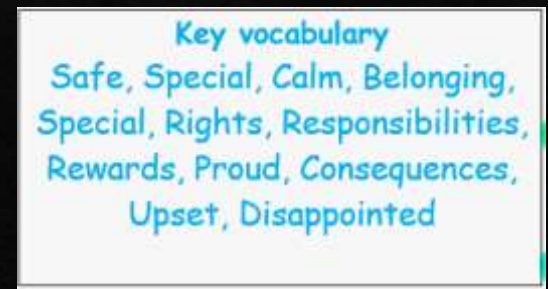 Key vocabulary
Safe, Special, Calm, Belonging,
Special, Rights, Responsibilities,
Rewards, Proud, Consequences,
Upset, Disappointed